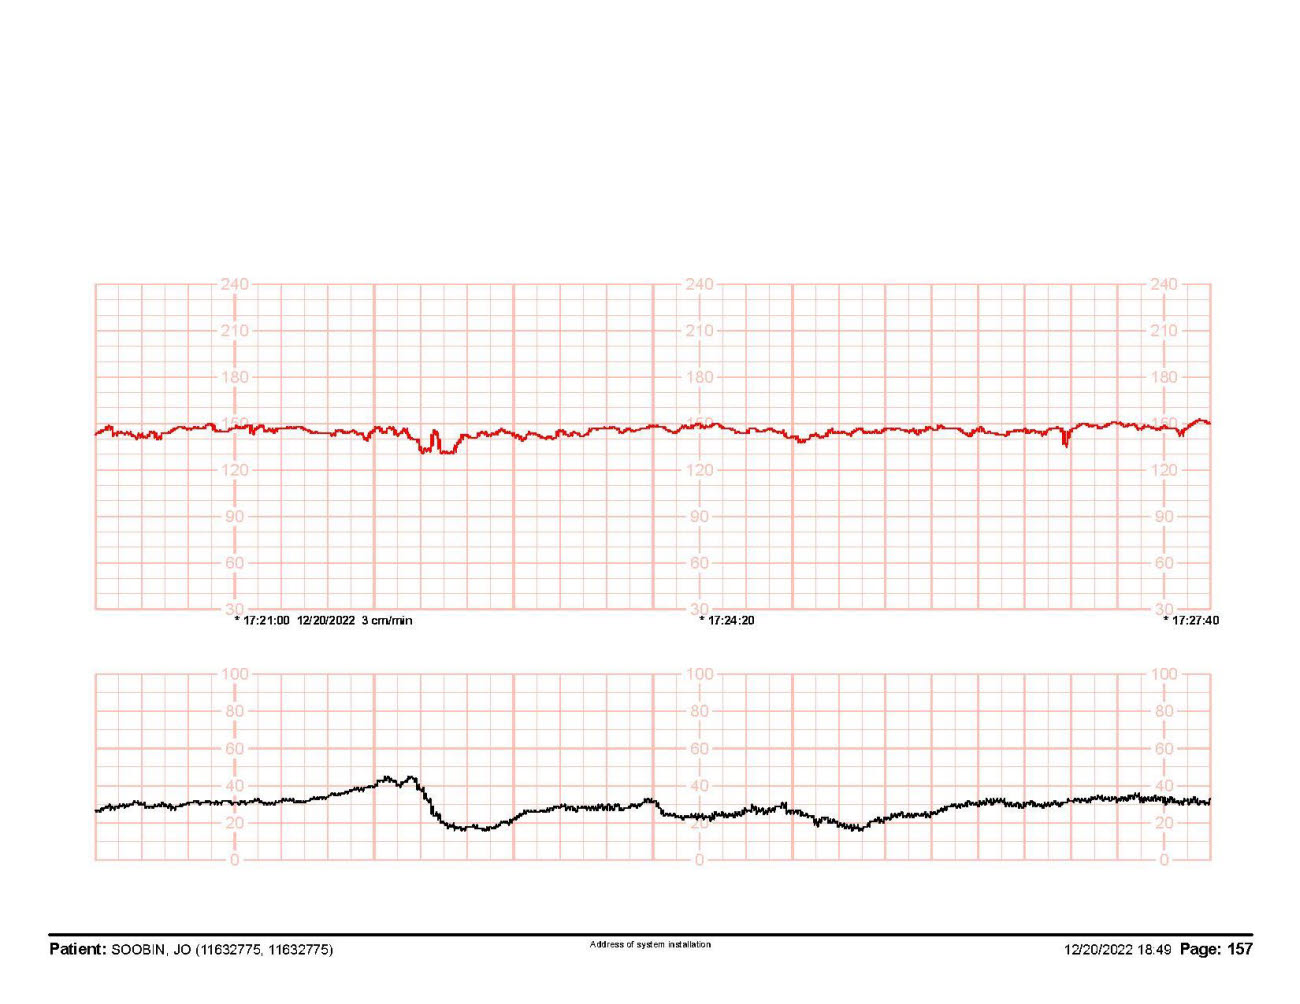 240 240 240
210 210 210
180 180 180
150 150 150
120 120 120
90 90 90
60 60 60
30 30 30
* 17:21:00 12/20/2022 3 cm/min * 17:24:20 * 17:27:40
100 100 100
80 80 80
60 60 60
40 40 40
20 20 20
0 0 0
Patient: SOOBIN, JO (11632775, 11632775) Address of system installation 12/20/2022 18:49 Page: 157